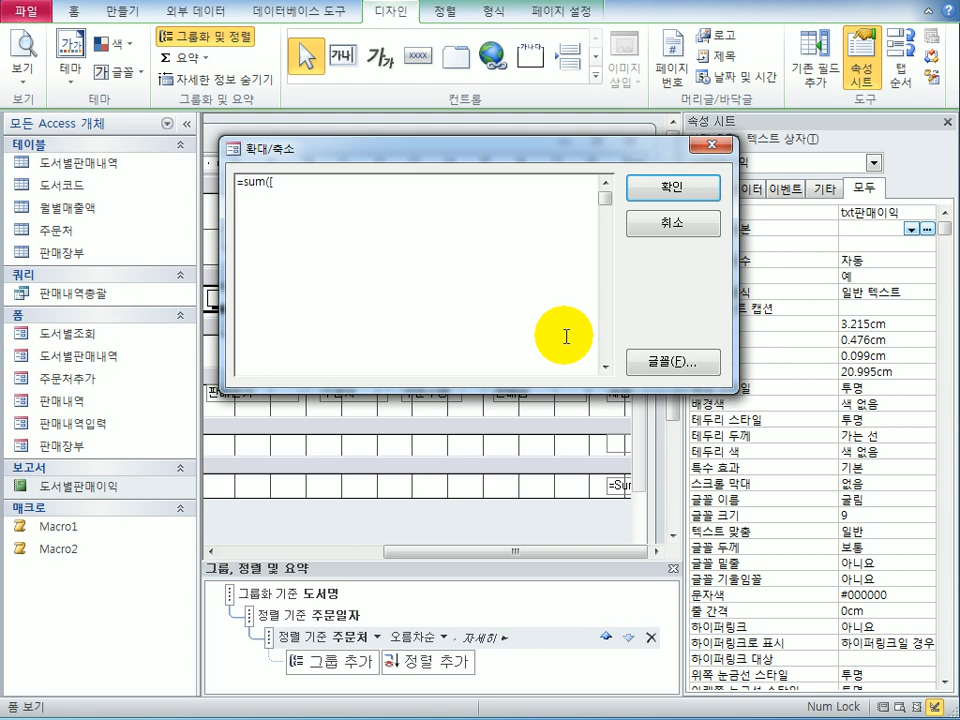 파일 홈 만들기 외부 데이터 데이터베이스 도구 디자인 정렬 형식 페이지 설정
보기 테마 색 글꼴
그룹화 및 정렬
요약
자세한 정보 숨기기
가나 가가 xxxx
이미지 삽입
페이지 번호
로고
제목
날짜 및 시간
기존 필드 추가
속성 시트
탭 순서
보기 테마 그룹화 및 요약 컨트롤 머리글/바닥글 도구
모든 Access 개체
테이블
도서별판매내역
도서코드
월별매출액
주문처
판매장부
쿼리
판매내역총괄
폼
도서별조회
도서별판매내역
주문처추가
판매내역
판매내역입력
판매장부
보고서
도서별판매이익
매크로
Macro1
Macro2
확대/축소
=sum([
확인
취소
글꼴(F)...
=Sur
그룹, 정렬 및 요약
그룹화 기준 도서명
정렬 기준 주문일자
정렬 기준 주문처 오름차순 , 자세히
그룹 추가 정렬 추가
속성 시트
텍스트 상자(T)
이벤트 기타 모두
txt판매이익
자동
예
일반 텍스트
캡션
3.215cm
0.476cm
0.099cm
20.995cm
투명
배경색 색 없음
테두리 스타일 투명
테두리 두께 가는 선
테두리 색 색 없음
특수 효과 기본
스크롤 막대 없음
글꼴 이름 굴림
글꼴 크기 9
텍스트 맞춤 일반
글꼴 두께 보통
글꼴 밑줄 아니요
글꼴 기울임꼴 아니요
문자색 #000000
줄 간격 0cm
하이퍼링크 아니요
하이퍼링크로 표시 하이퍼링크일 경우
하이퍼링크 대상
위쪽 눈금선 스타일 투명
폼 보기
Num Lock